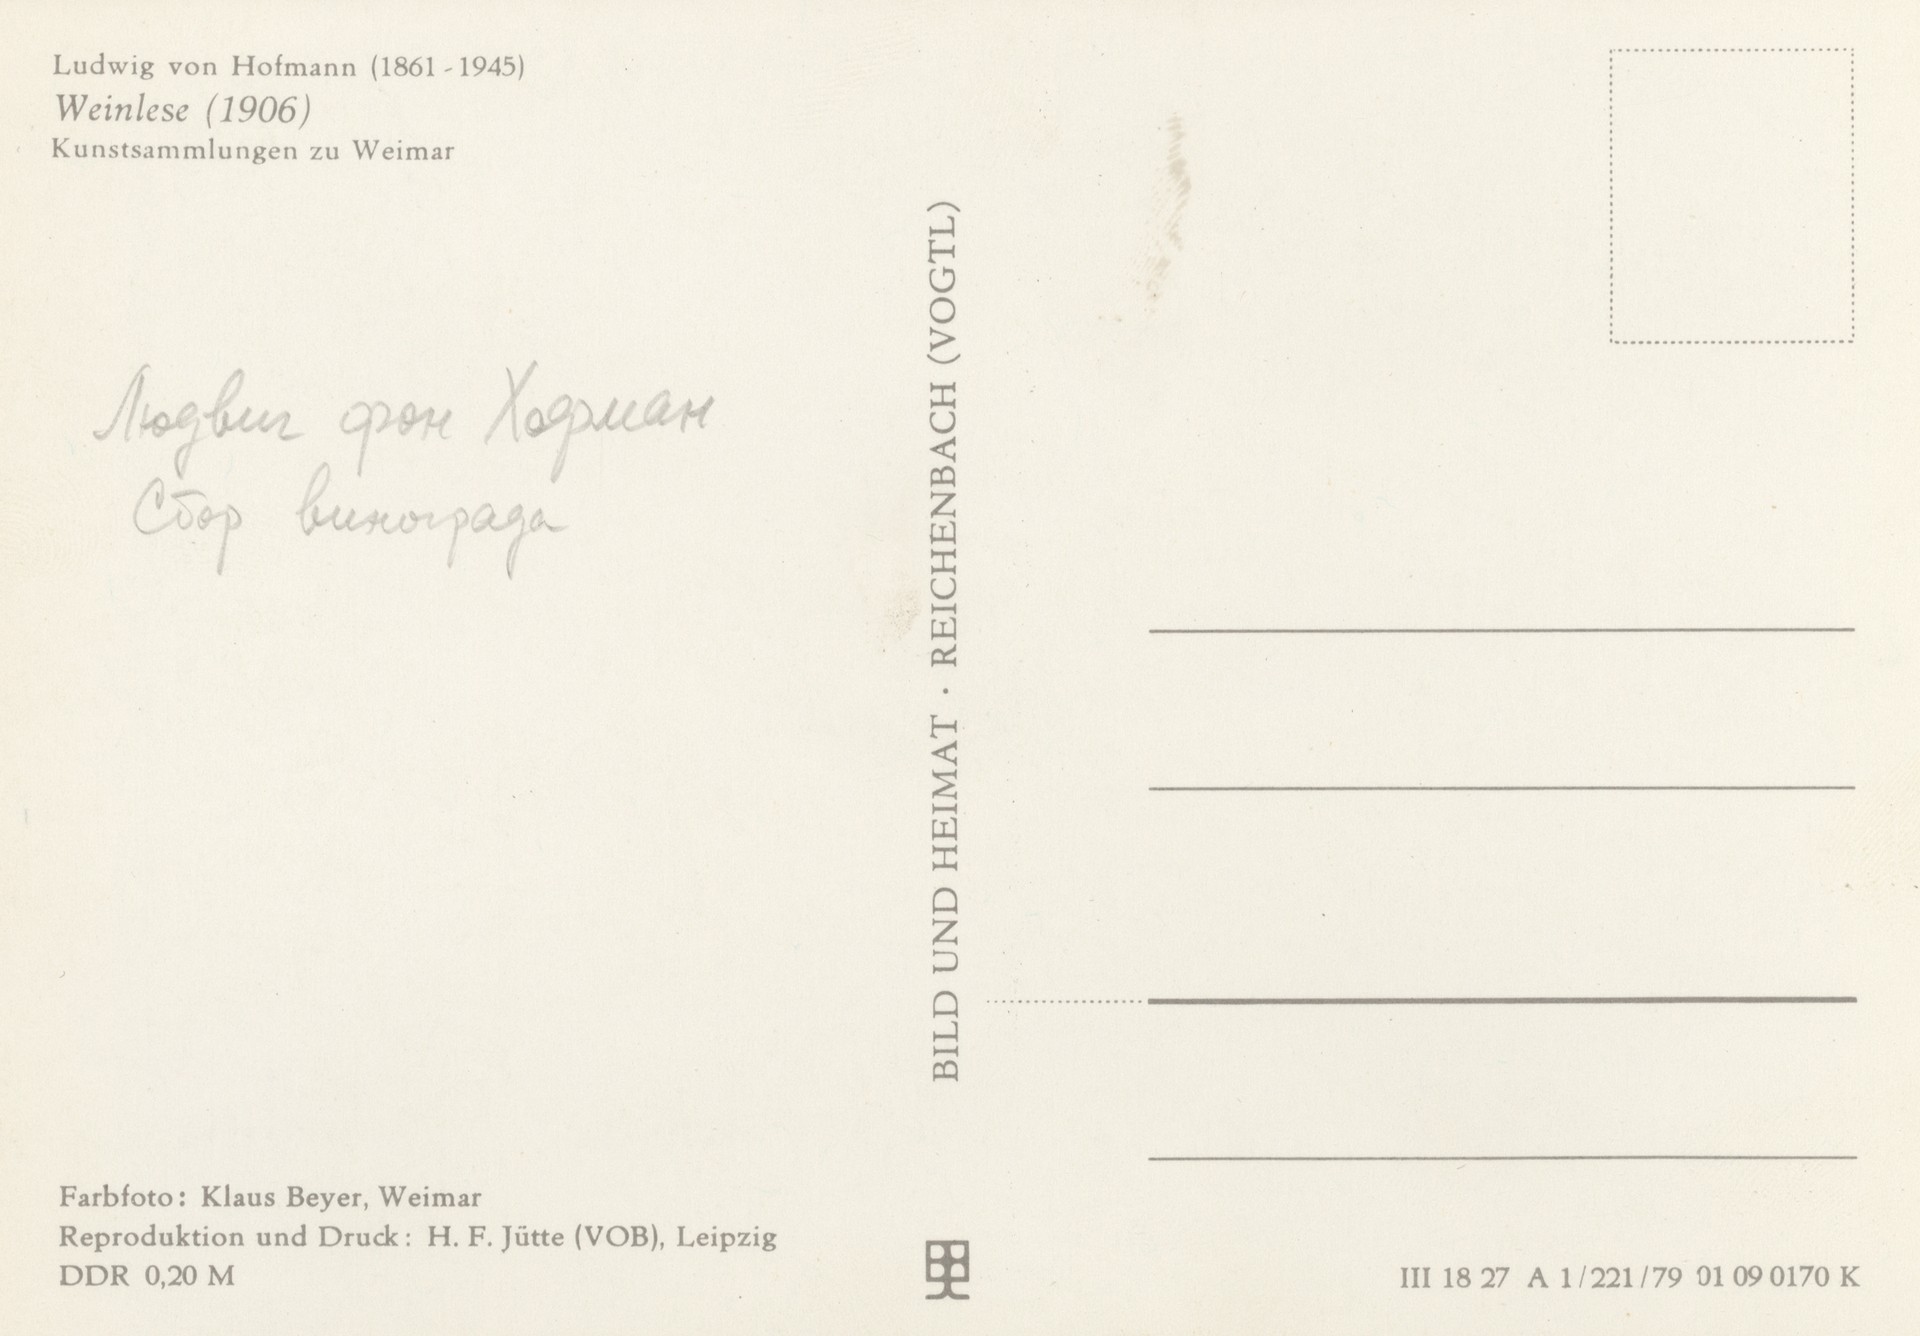 Ludwig von Hofmann (1861-1945)
Weinlese (1906)
Kunstsammlungen zu Weimar
Людвиг фон Хофман
Сбор винограда
Farbfoto: Klaus Beyer, Weimar
Reproduktion und Druck: H. F. Jütte (VOB), Leipzig
DDR 0,20 M
BILD UND HEIMAT · REICHENBACH (VOGTL)
III 18 27 A 1/221/79 01 09 0170 K